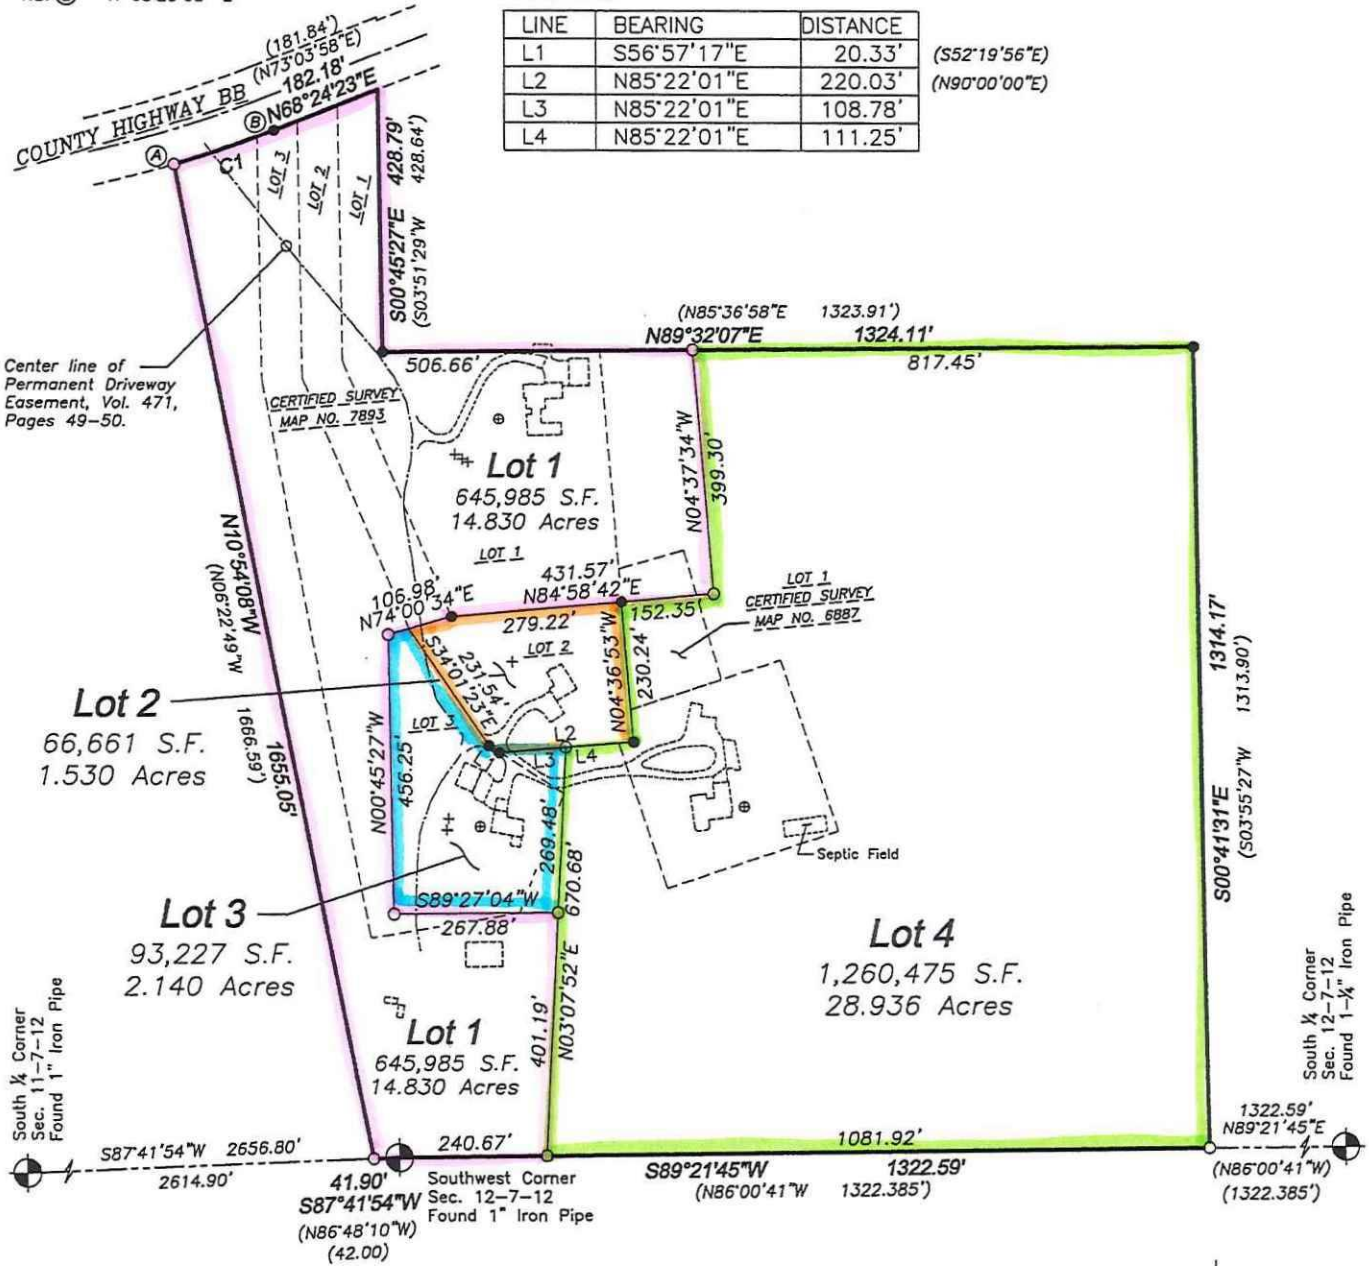 LINE BEARING DISTANCE
L1 S56°57'17"E 20.33' (S52°19'56"E)
L2 N85°22'01"E 220.03' (N90°00'00"E)
L3 N85°22'01"E 108.78'
L4 N85°22'01"E 111.25'
(181.84')
(N73°03'58"E)
182.18'
N68°24'23"E
COUNTY HIGHWAY BB
A
B
C1
LOT 3
LOT 2
LOT 1
S00°45'27"E 428.79'
(S03°51'29"W 428.64')
(N85°36'58"E 1323.91')
N89°32'07"E 1324.11'
506.66'
817.45'
Center line of
Permanent Driveway
Easement, Vol. 471,
Pages 49-50.
CERTIFIED SURVEY
MAP NO. 7893
Lot 1
645,985 S.F.
14.830 Acres
LOT 1
N04°37'34"W
399.30'
431.57'
N84°58'42"E
279.22'
152.35'
106.98'
N74°00'34"E
LOT 1
CERTIFIED SURVEY
MAP NO. 6887
N10°54'08"W 1655.05'
(N06°22'49"W 1666.59')
Lot 2
66,661 S.F.
1.530 Acres
231.54'
S34°01'23"E
LOT 2
N04°36'53"W
230.24'
LOT 3
L2
L3
L4
N00°45'27"W
456.25'
269.48'
670.68'
S89°27'04"W
267.88'
Septic Field
S00°41'31"E 1314.17'
(S03°55'27"W 1313.90')
Lot 3
93,227 S.F.
2.140 Acres
Lot 4
1,260,475 S.F.
28.936 Acres
Lot 1
645,985 S.F.
14.830 Acres
401.19'
N03°07'52"E
South ¼ Corner
Sec. 11-7-12
Found 1" Iron Pipe
South ¼ Corner
Sec. 12-7-12
Found 1-¼" Iron Pipe
S87°41'54"W 2656.80'
2614.90'
41.90'
S87°41'54"W
(N86°48'10"W)
(42.00)
240.67'
Southwest Corner
Sec. 12-7-12
Found 1" Iron Pipe
1081.92'
S89°21'45"W 1322.59'
(N86°00'41"W 1322.385')
1322.59'
N89°21'45"E
(N86°00'41"W)
(1322.385')